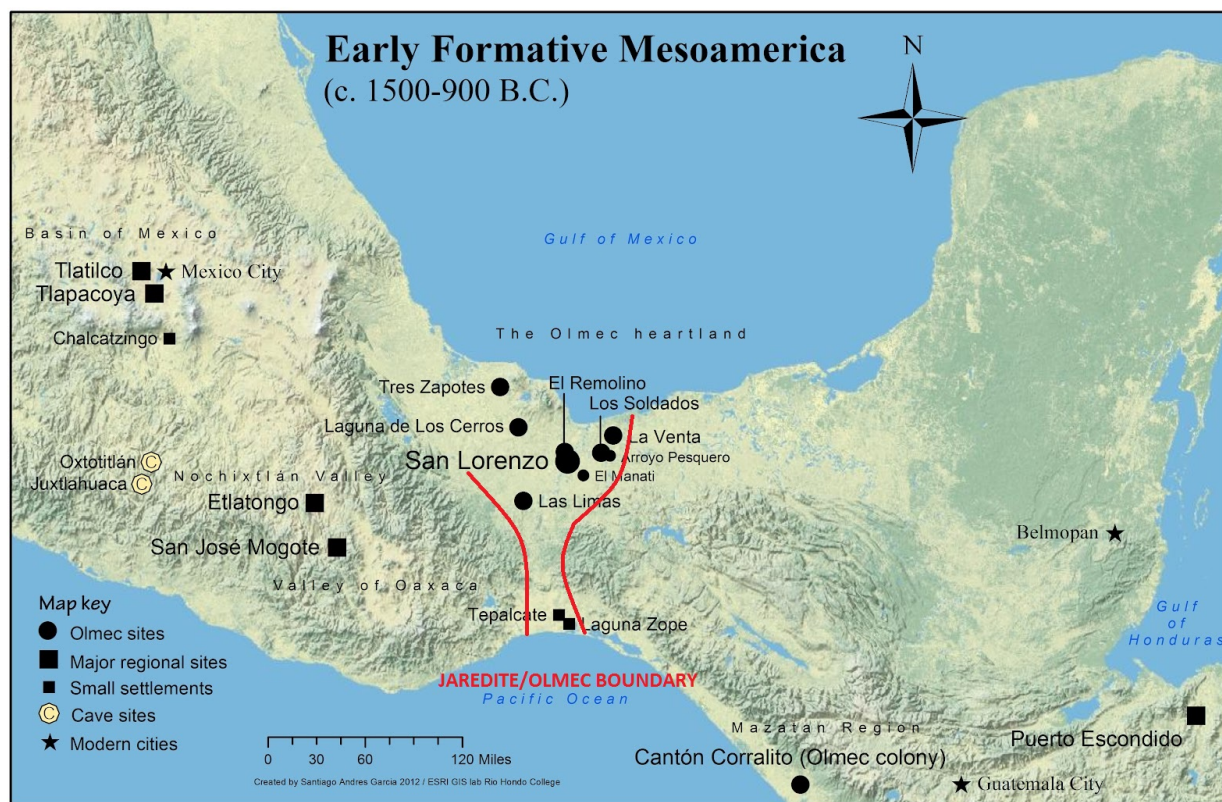 Early Formative Mesoamerica
(c. 1500-900 B.C.)
N
Gulf of Mexico
Basin of Mexico
Tlatilco
Mexico City
Tlapacoya
Chalcatzingo
The Olmec heartland
Tres Zapotes
El Remolino
Los Soldados
Laguna de Los Cerros
La Venta
San Lorenzo
Arroyo Pesquero
El Manati
Oxtotitlán
C
Juxtlahuaca
C
Nochixtlán Valley
Etlatongo
Las Limas
Belmopan
San José Mogote
Valley of Oaxaca
Tepalcate
Laguna Zope
Gulf
of
Honduras
JAREDITE/OLMEC BOUNDARY
Pacific Ocean
Mazatan Region
Cantón Corralito (Olmec colony)
Puerto Escondido
Guatemala City
Map key
Olmec sites
Major regional sites
Small settlements
C
Cave sites
Modern cities
0 30 60 120 Miles
Created by Santiago Andres Garcia 2012 / ESRI GIS lab Rio Hondo College